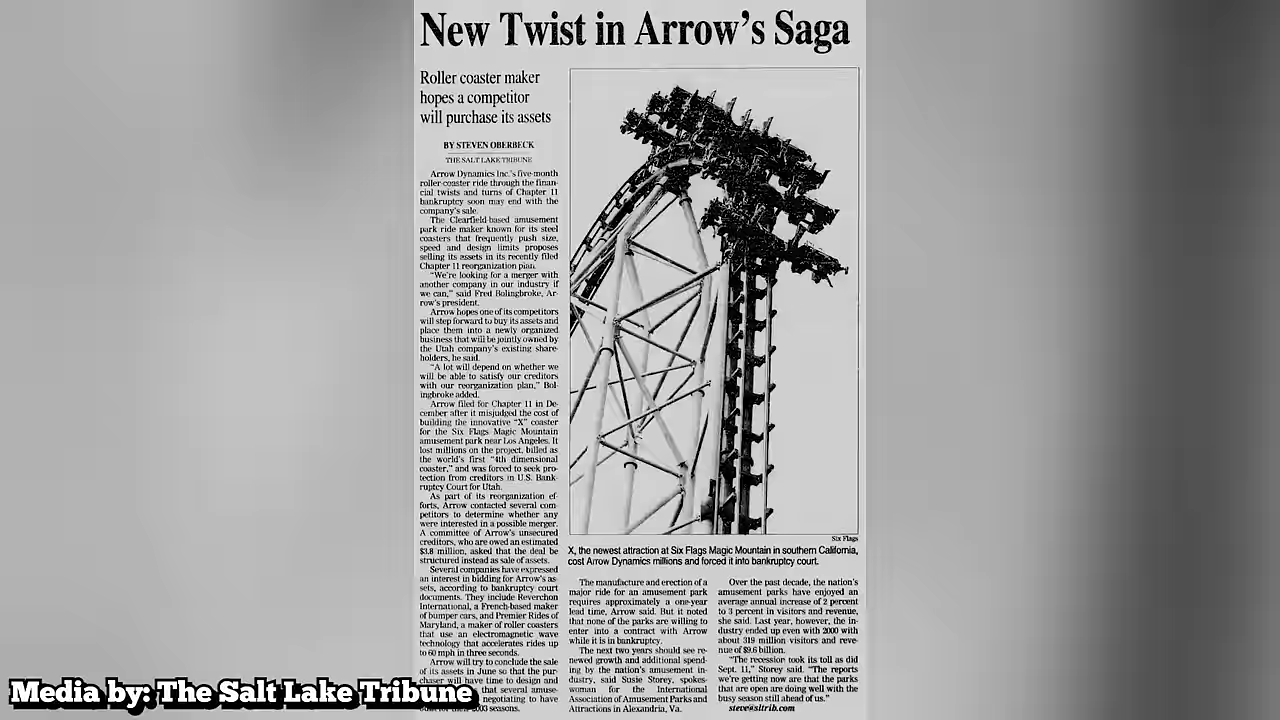 New Twist in Arrow's Saga
Roller coaster maker
hopes a competitor
will purchase its assets
BY STEVEN OBERBECK
THE SALT LAKE TRIBUNE
Arrow Dynamics Inc.'s five-month
roller-coaster ride through the finan-
cial twists and turns of Chapter 11
bankruptcy soon may end with the
company's sale.
The Clearfield-based amusement
park ride maker known for its steel
coasters that frequently push size,
speed and design limits proposes
selling its assets in its recently filed
Chapter 11 reorganization plan.
"We're looking for a merger with
another company in our industry if
we can," said Fred Bolingbroke, Ar-
row's president.
Arrow hopes one of its competitors
will step forward to buy its assets and
place them into a newly organized
business that will be jointly owned by
the Utah company's existing share-
holders, he said.
"A lot will depend on whether we
will be able to satisfy our creditors
with our reorganization plan," Bol-
ingbroke added.
Arrow filed for Chapter 11 in De-
cember after it misjudged the cost of
building the innovative "X" coaster
for the Six Flags Magic Mountain
amusement park near Los Angeles. It
lost millions on the project, billed as
the world's first "4th dimensional
coaster," and was forced to seek pro-
tection from creditors in U.S. Bank-
ruptcy Court for Utah.
As part of its reorganization ef-
forts, Arrow contacted several com-
petitors to determine whether any
were interested in a possible merger.
A committee of Arrow's unsecured
creditors, who are owed an estimated
$3.8 million, asked that the deal be
structured instead as sale of assets.
Several companies have expressed
an interest in bidding for Arrow's as-
sets, according to bankruptcy court
documents. They include Reverchon
International, a French-based maker
of bumper cars, and Premier Rides of
Maryland, a maker of roller coasters
that use an electromagnetic wave
technology that accelerates rides up
to 60 mph in three seconds.
Arrow will try to conclude the sale
of its assets in June so that the pur-
chaser will have time to design and
that several amuse-
negotiating to have
2003 seasons.
Six Flags
X, the newest attraction at Six Flags Magic Mountain in southern California,
cost Arrow Dynamics millions and forced it into bankruptcy court.
The manufacture and erection of a
major ride for an amusement park
requires approximately a one-year
lead time, Arrow said. But it noted
that none of the parks are willing to
enter into a contract with Arrow
while it is in bankruptcy.
The next two years should see re-
newed growth and additional spend-
ing by the nation's amusement in-
dustry, said Susie Storey, spokes-
woman for the International
Association of Amusement Parks and
Attractions in Alexandria, Va.
Over the past decade, the nation's
amusement parks have enjoyed an
average annual increase of 2 percent
to 3 percent in visitors and revenue,
she said. Last year, however, the in-
dustry ended up even with 2000 with
about 319 million visitors and reve-
nue of $9.6 billion.
"The recession took its toll as did
Sept. 11," Storey said. "The reports
we're getting now are that the parks
that are open are doing well with the
busy season still ahead of us."
steve@sltrib.com
Media by: The Salt Lake Tribune